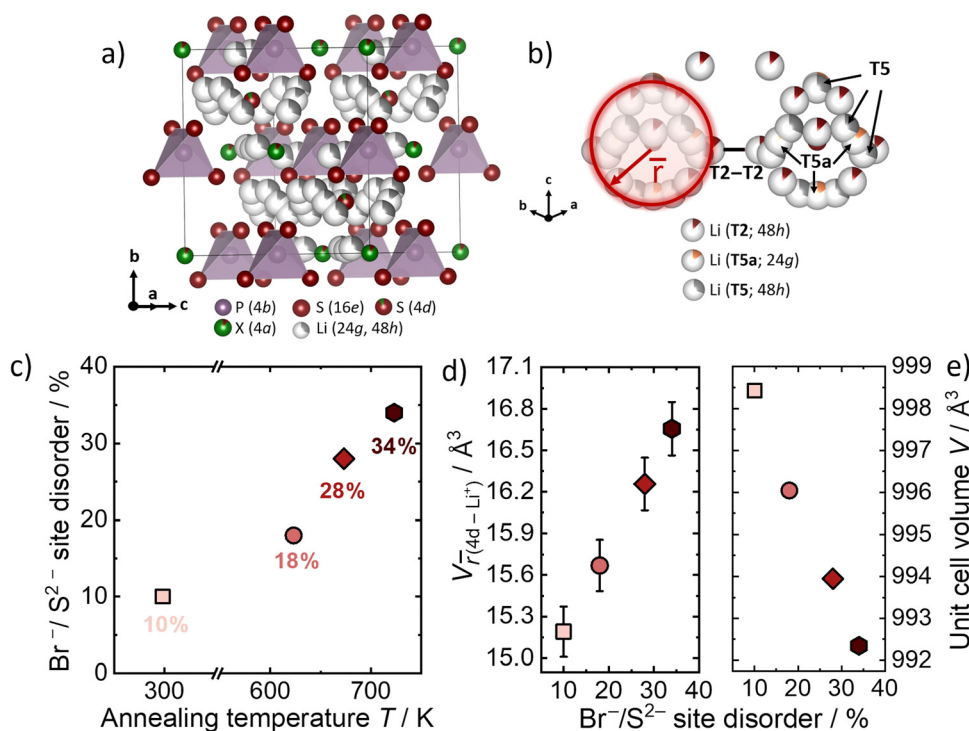 a)
b
a
c
P (4b)
S (16e)
S (4d)
X (4a)
Li (24g, 48h)
b)
T5
T5a
T2–T2
r̅
c
b
a
Li (T2; 48h)
Li (T5a; 24g)
Li (T5; 48h)
c)
Br⁻/S²⁻ site disorder / %
40
30
20
10
0
10%
18%
28%
34%
300
600
700
Annealing temperature T / K
d)
V r̅(4d – Li⁺) / Å³
17.1
16.8
16.5
16.2
15.9
15.6
15.3
15.0
10 20 30 40
10 20 30 40
Br⁻/S²⁻ site disorder / %
e)
999
998
997
996
995
994
993
992
Unit cell volume V / Å³